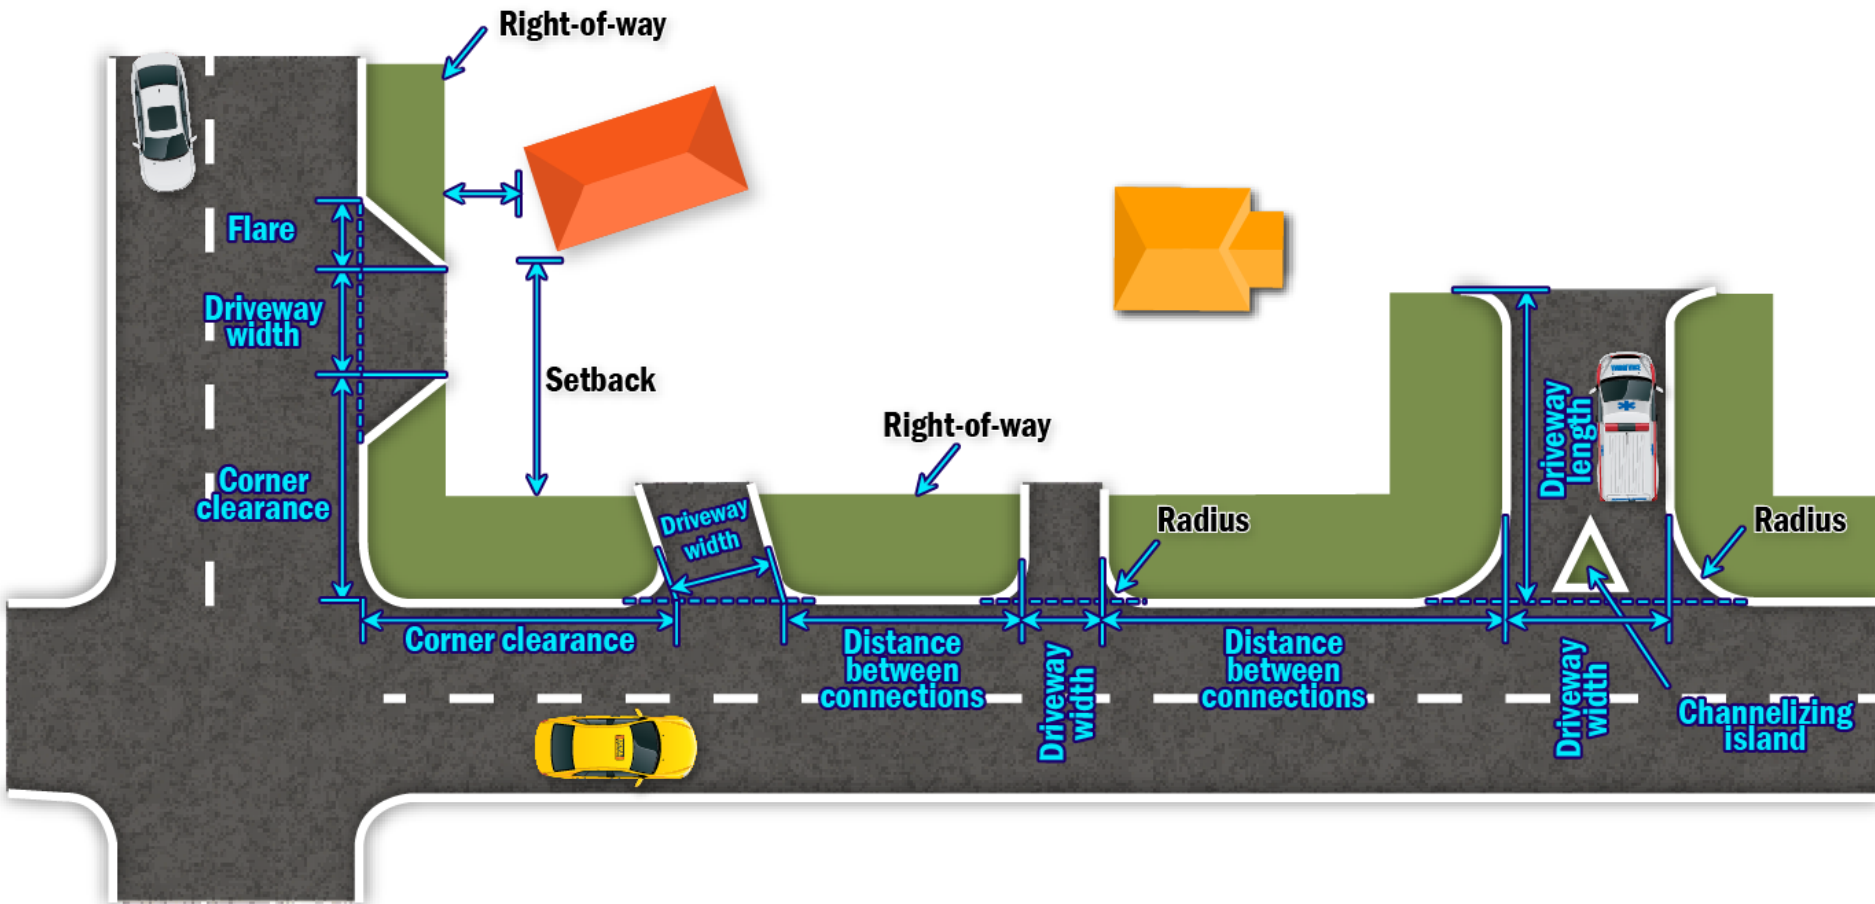 Right-of-way
Flare
Driveway
width
Setback
Corner
clearance
Right-of-way
Driveway
width
Radius
Driveway
length
Radius
Corner clearance
Distance
between
connections
Driveway
width
Distance
between
connections
Driveway
width
Channelizing
island